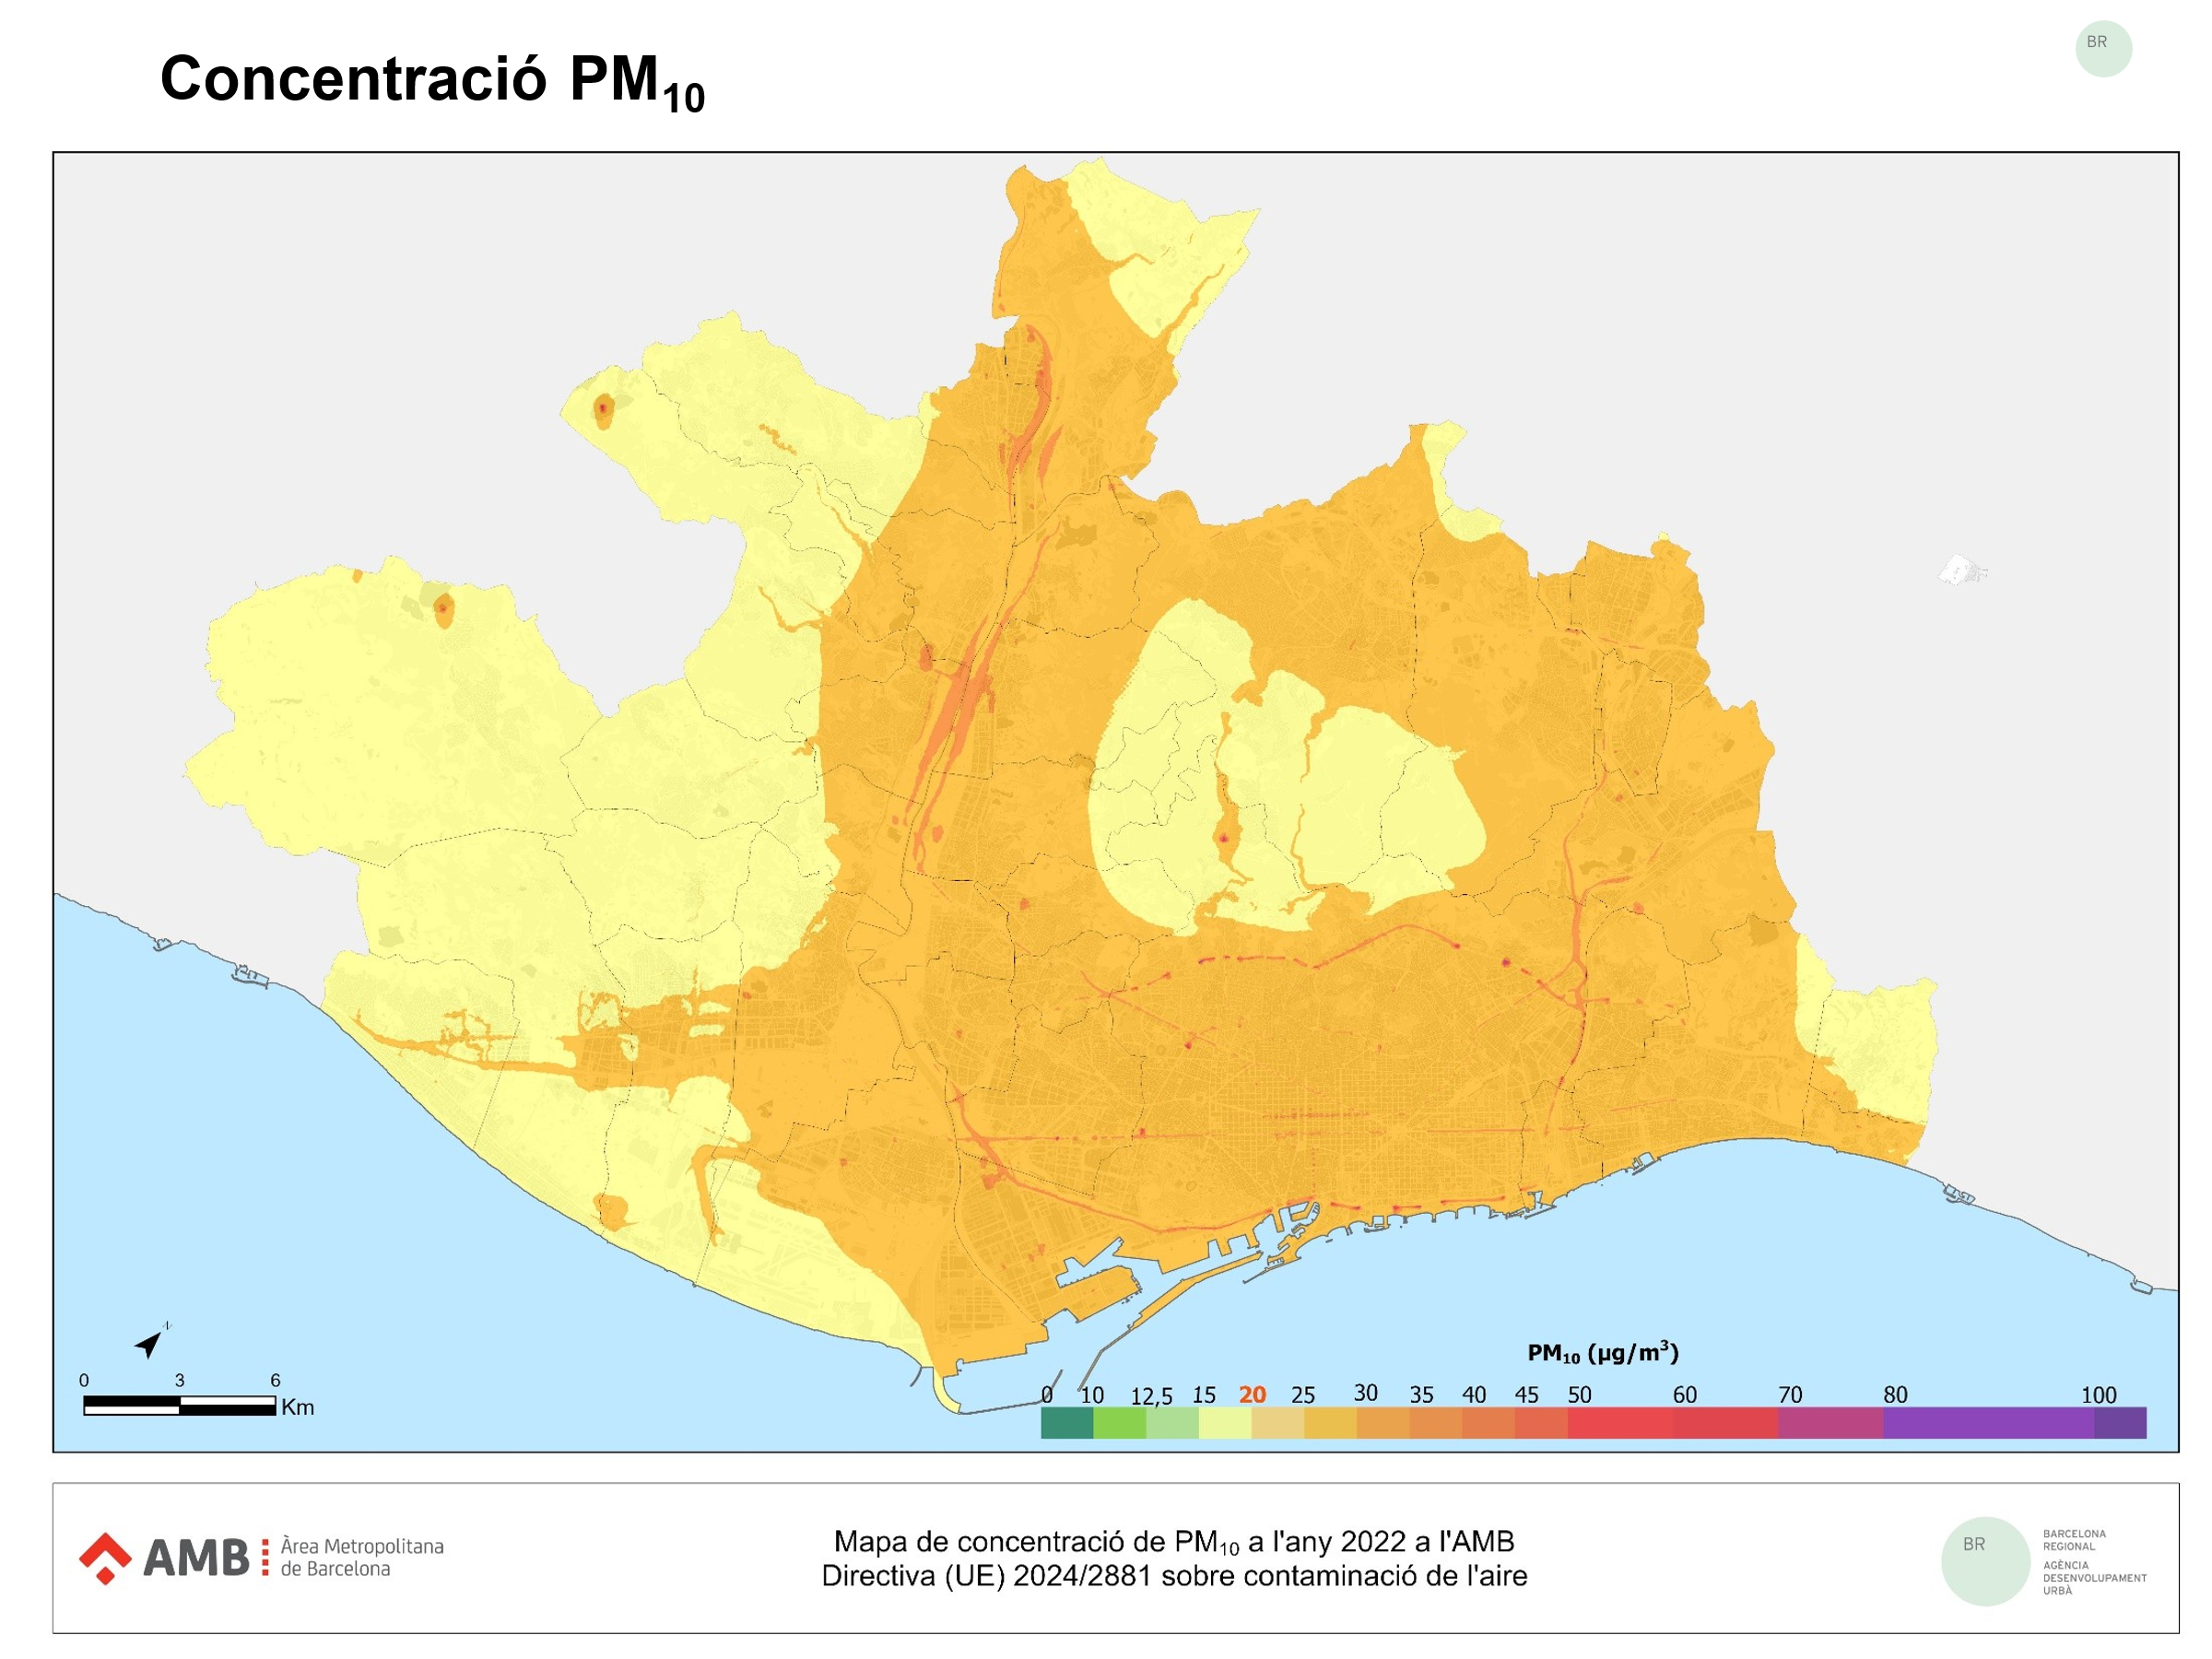 BR
Concentració PM₁₀
N
0 3 6
Km
PM₁₀ (µg/m³)
0 10 12,5 15 20 25 30 35 40 45 50 60 70 80 100
AMB Àrea Metropolitana
de Barcelona
Mapa de concentració de PM₁₀ a l'any 2022 a l'AMB
Directiva (UE) 2024/2881 sobre contaminació de l'aire
BR
BARCELONA
REGIONAL
AGÈNCIA
DESENVOLUPAMENT
URBÀ